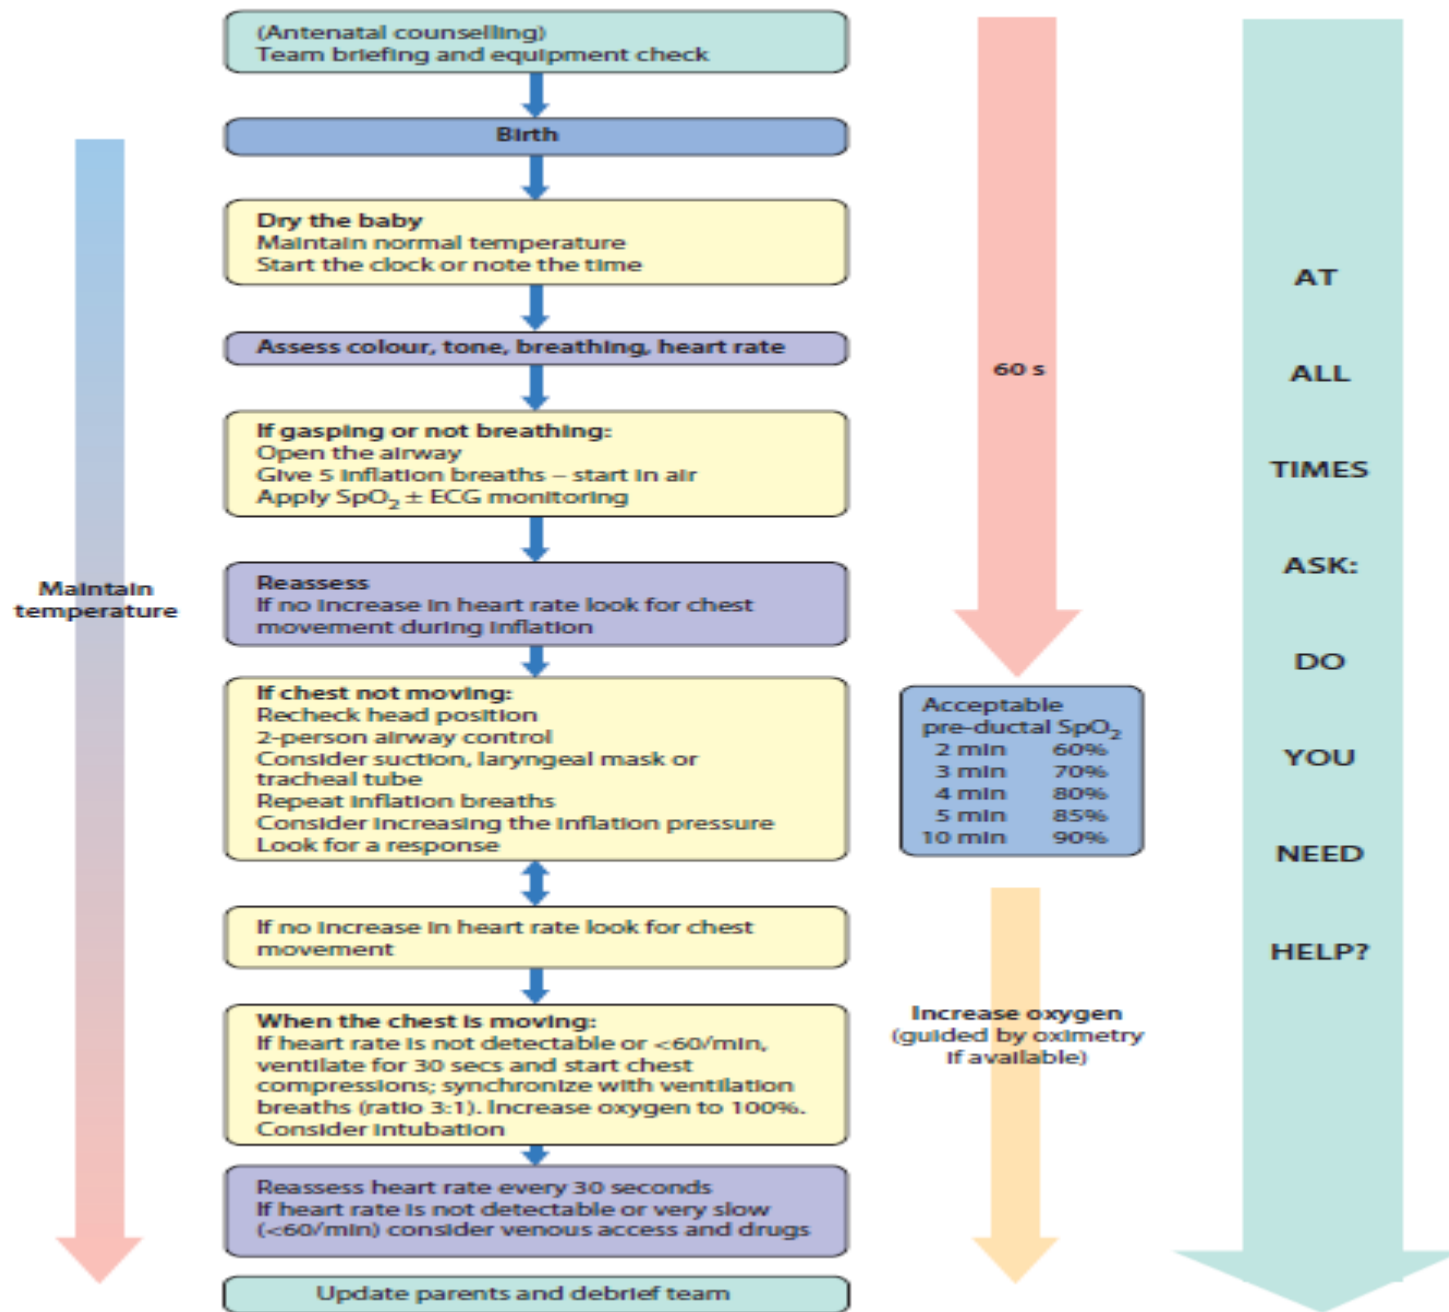 (Antenatal counselling)
Team briefing and equipment check
Birth
Dry the baby
Maintain normal temperature
Start the clock or note the time
Assess colour, tone, breathing, heart rate
If gasping or not breathing:
Open the airway
Give 5 inflation breaths – start in air
Apply SpO₂ ± ECG monitoring
Reassess
If no increase in heart rate look for chest
movement during inflation
If chest not moving:
Recheck head position
2-person airway control
Consider suction, laryngeal mask or
tracheal tube
Repeat inflation breaths
Consider increasing the inflation pressure
Look for a response
If no increase in heart rate look for chest
movement
When the chest is moving:
If heart rate is not detectable or <60/min,
ventilate for 30 secs and start chest
compressions; synchronize with ventilation
breaths (ratio 3:1). Increase oxygen to 100%.
Consider intubation
Reassess heart rate every 30 seconds
If heart rate is not detectable or very slow
(<60/min) consider venous access and drugs
Update parents and debrief team
Maintain
temperature
60 s
Acceptable
pre-ductal SpO₂
2 min 60%
3 min 70%
4 min 80%
5 min 85%
10 min 90%
Increase oxygen
(guided by oximetry
if available)
AT
ALL
TIMES
ASK:
DO
YOU
NEED
HELP?